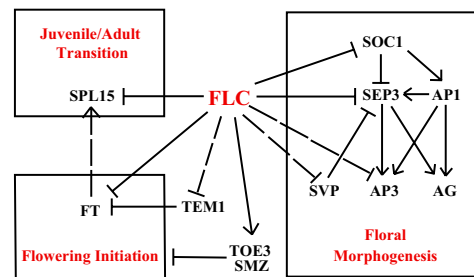 Juvenile/Adult
Transition
SPL15
FLC
SOC1
SEP3
AP1
SVP
AP3
AG
FT
TEM1
TOE3
SMZ
Flowering Initiation
Floral
Morphogenesis